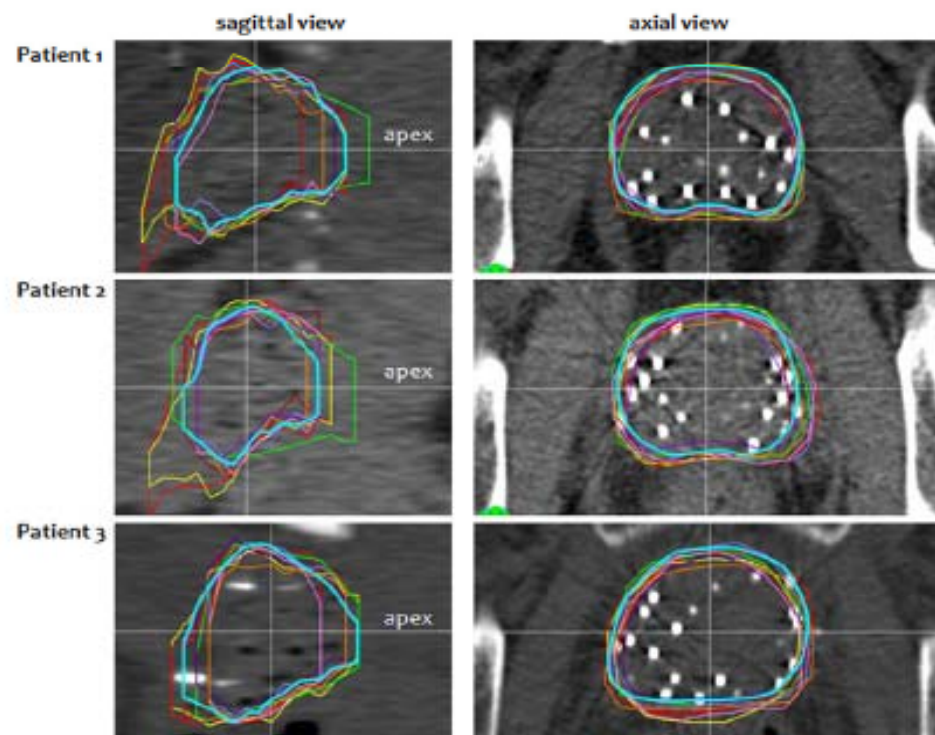 sagittal view axial view
Patient 1
apex
Patient 2
apex
Patient 3
apex